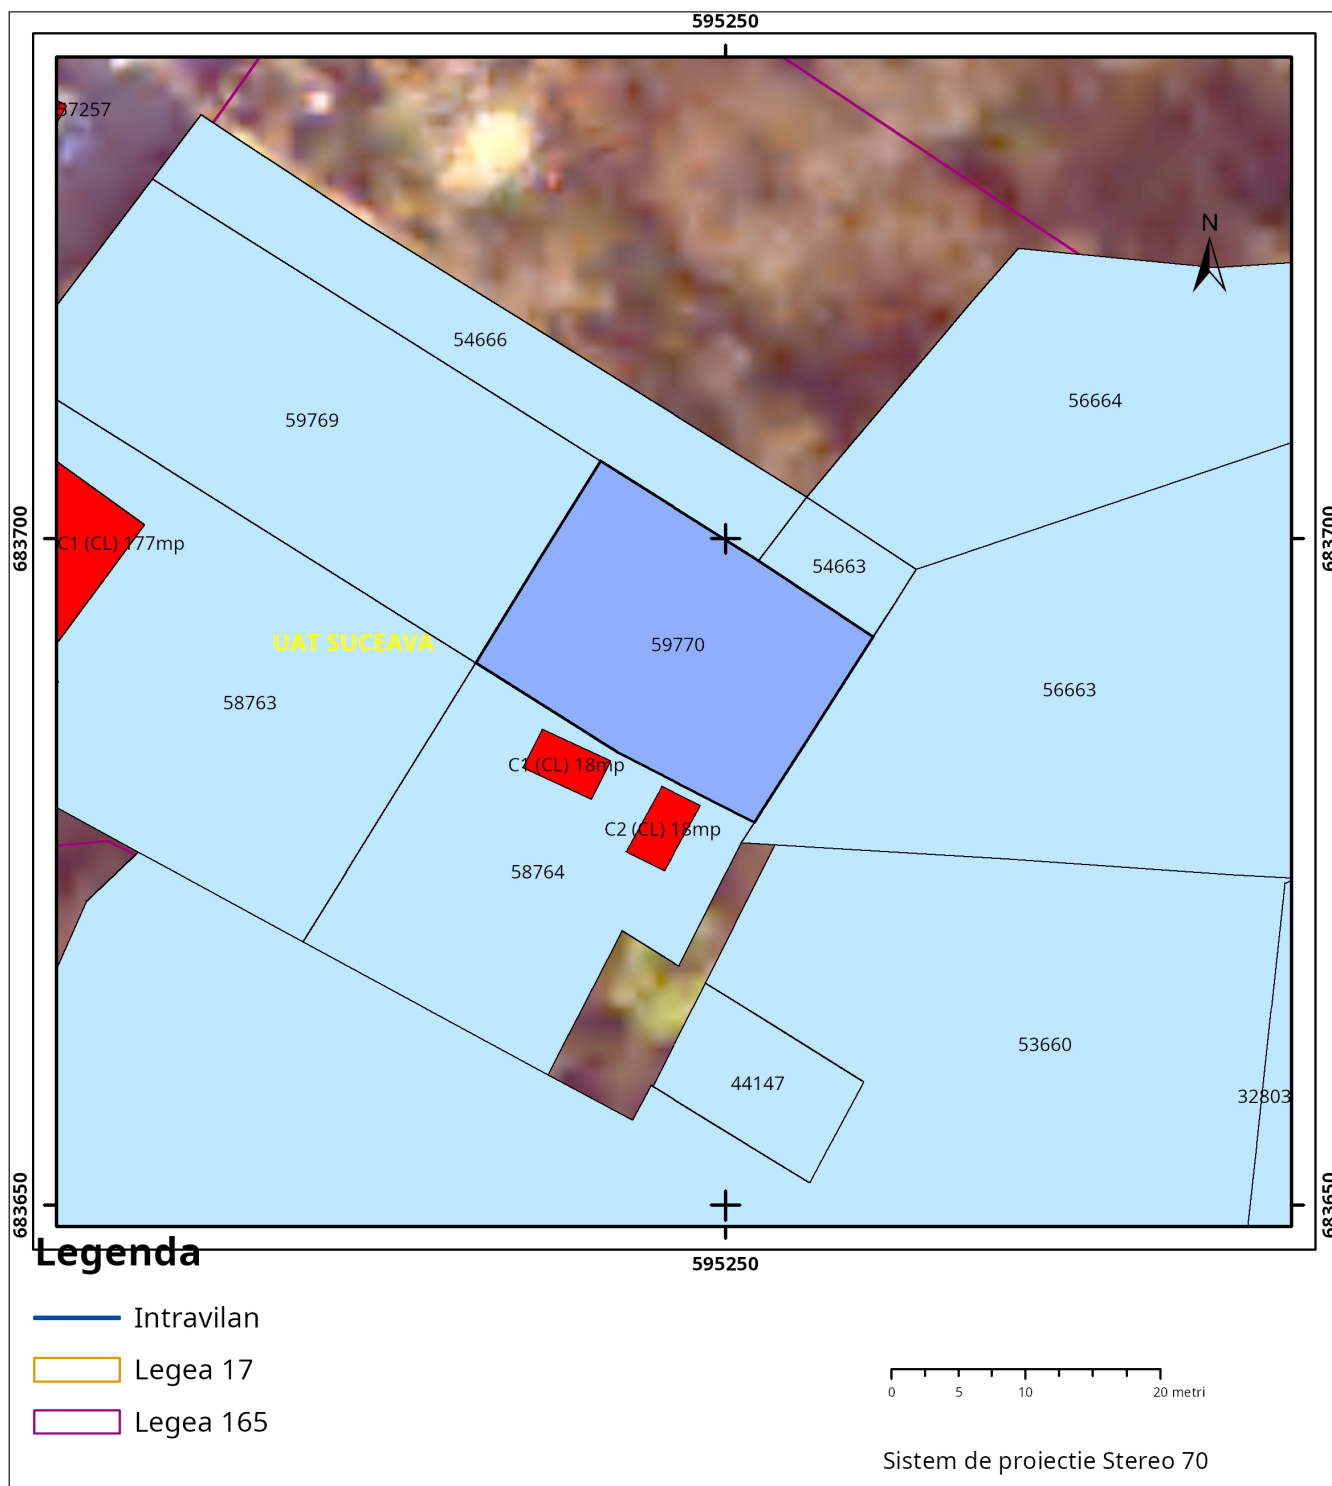 595250
37257
N
54666
56664
59769
683700
683700
C1 (CL) 177mp
54663
UAT SUCEAVA
59770
56663
58763
C1 (CL) 18mp
C2 (CL) 18mp
58764
53660
44147
32803
683650
683650
595250
Legenda
Intravilan
Legea 17
Legea 165
0 5 10 20 metri
Sistem de proiectie Stereo 70